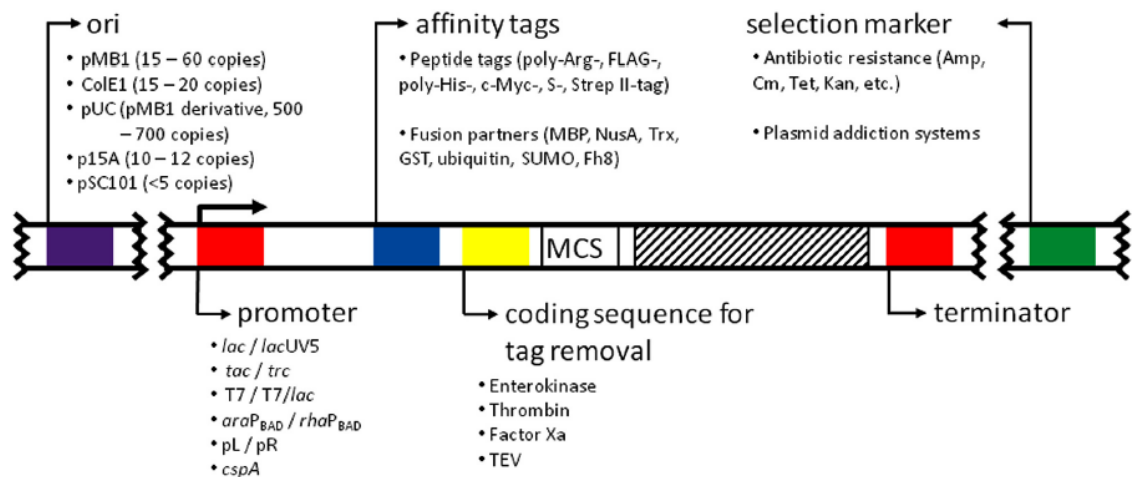 ori
• pMB1 (15 – 60 copies)
• ColE1 (15 – 20 copies)
• pUC (pMB1 derivative, 500
– 700 copies)
• p15A (10 – 12 copies)
• pSC101 (<5 copies)
affinity tags
• Peptide tags (poly-Arg-, FLAG-,
poly-His-, c-Myc-, S-, Strep II-tag)
• Fusion partners (MBP, NusA, Trx,
GST, ubiquitin, SUMO, Fh8)
selection marker
• Antibiotic resistance (Amp,
Cm, Tet, Kan, etc.)
• Plasmid addiction systems
MCS
promoter
• lac / lacUV5
• tac / trc
• T7 / T7/lac
• araPBAD / rhaPBAD
• pL / pR
• cspA
coding sequence for
tag removal
• Enterokinase
• Thrombin
• Factor Xa
• TEV
terminator